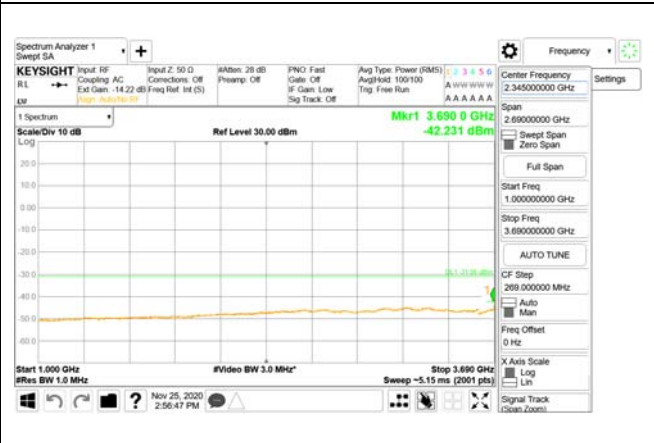 Spectrum Analyzer 1
Swept SA
Frequency
KEYSIGHT
R L
Input: RF
Coupling: AC
Ext Gain: -14.22 dB
Align: Auto/No RF
Input Z: 50 Ω
Corrections: Off
Freq Ref: Int (S)
#Atten: 28 dB
Preamp: Off
PNO: Fast
Gate: Off
IF Gain: Low
Sig Track: Off
Avg Type: Power (RMS)
Avg|Hold: 100/100
Trig: Free Run
1 2 3 4 5 6
A W W W W W
A A A A A A
1 Spectrum
Scale/Div 10 dB
Log
Ref Level 30.00 dBm
Mkr1 3.690 0 GHz
-42.231 dBm
20.0
10.0
0.00
-10.0
-20.0
-30.0
-40.0
-50.0
-60.0
1
Start 1.000 GHz
#Res BW 1.0 MHz
#Video BW 3.0 MHz*
Stop 3.690 GHz
Sweep ~5.15 ms (2001 pts)
Nov 25, 2020
2:56:47 PM
Center Frequency
2.345000000 GHz
Settings
Span
2.69000000 GHz
Swept Span
Zero Span
Full Span
Start Freq
1.000000000 GHz
Stop Freq
3.690000000 GHz
AUTO TUNE
CF Step
269.000000 MHz
Auto
Man
Freq Offset
0 Hz
X Axis Scale
Log
Lin
Signal Track
(Span Zoom)